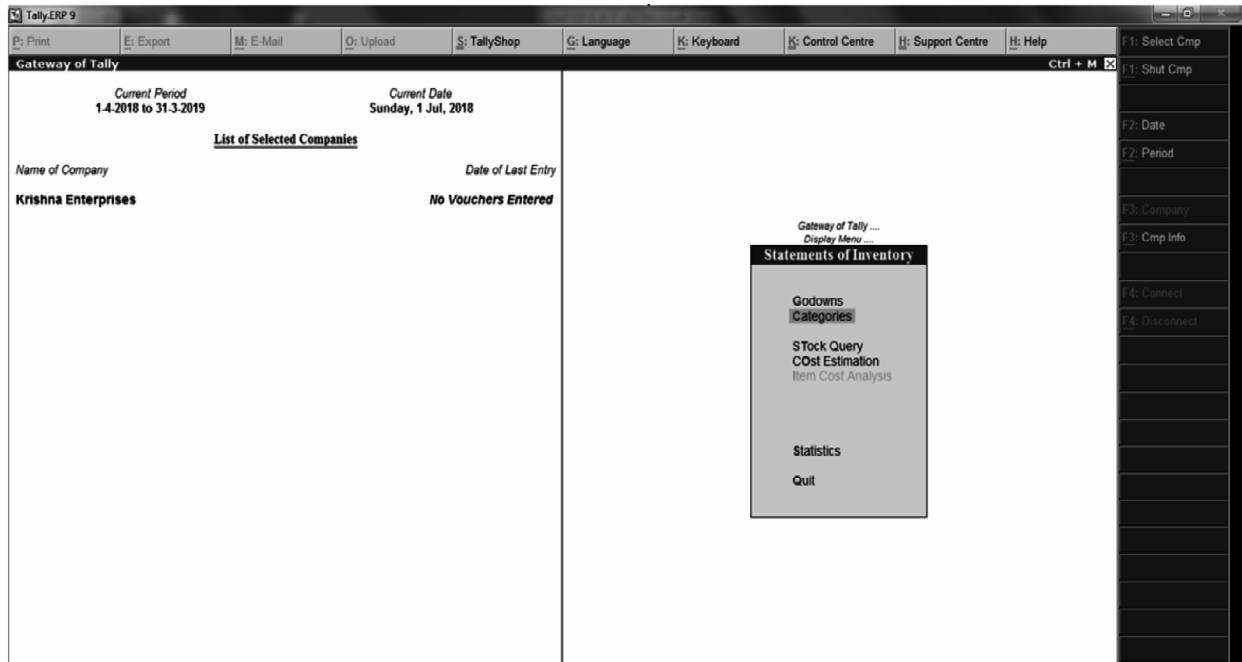 Tally.ERP 9
P: Print E: Export M: E-Mail O: Upload S: TallyShop G: Language K: Keyboard K: Control Centre H: Support Centre H: Help
Gateway of Tally Ctrl + M
Current Period Current Date
1-4-2018 to 31-3-2019 Sunday, 1 Jul, 2018
List of Selected Companies
Name of Company Date of Last Entry
Krishna Enterprises No Vouchers Entered
Gateway of Tally ....
Display Menu ....
Statements of Inventory
Godowns
Categories
STock Query
COst Estimation
Item Cost Analysis
Statistics
Quit
F1: Select Cmp
F1: Shut Cmp
F2: Date
F2: Period
F3: Company
F3: Cmp Info
F4: Connect
F4: Disconnect